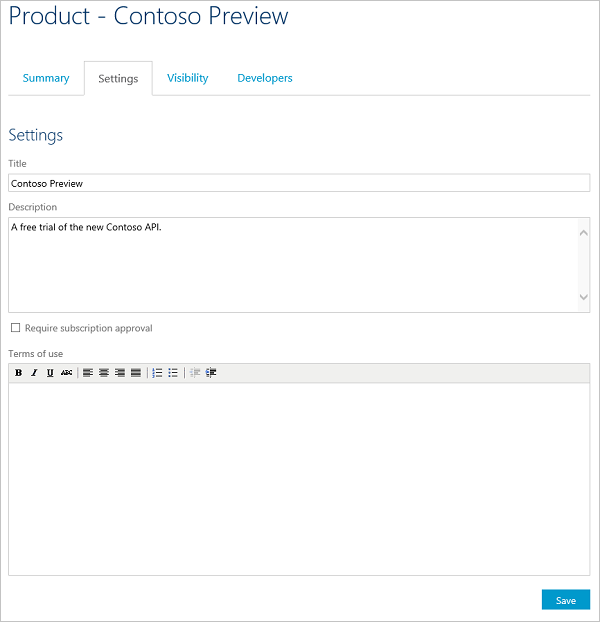 Product - Contoso Preview
Summary Settings Visibility Developers
Settings
Title
Contoso Preview
Description
A free trial of the new Contoso API.
Require subscription approval
Terms of use
B I U ABC
Save